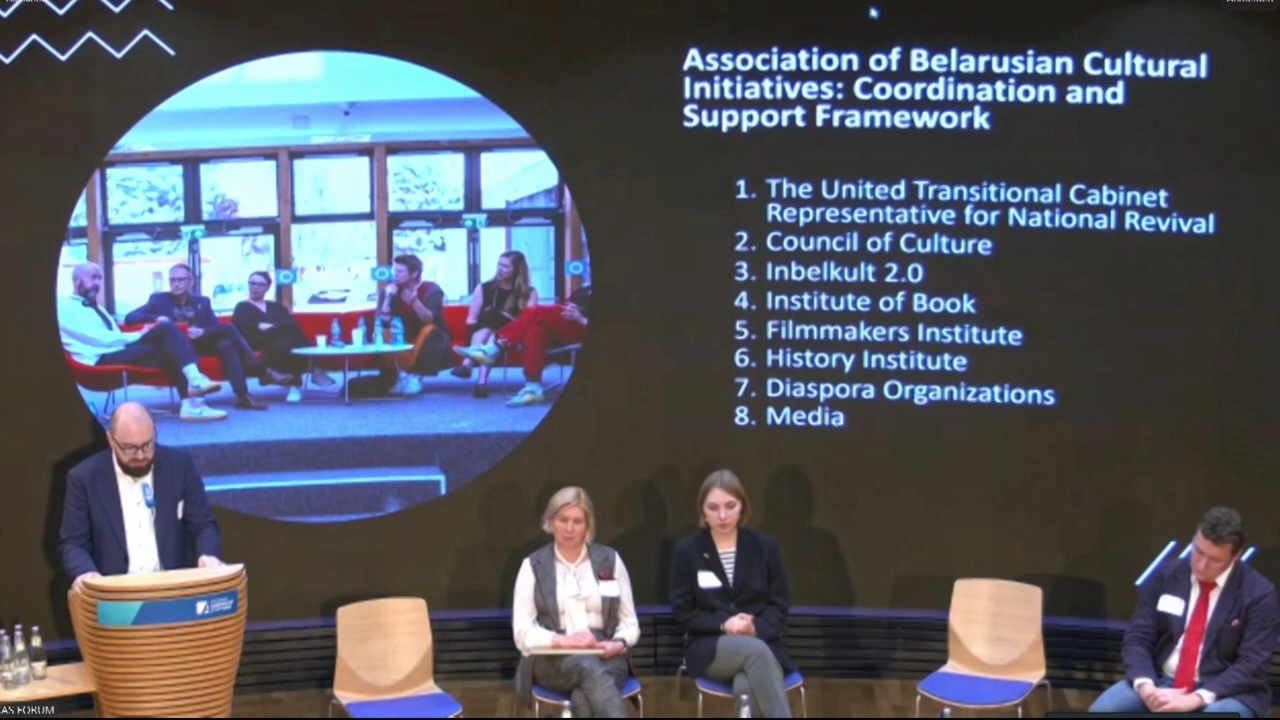 Association of Belarusian Cultural
Initiatives: Coordination and
Support Framework
1. The United Transitional Cabinet
Representative for National Revival
2. Council of Culture
3. Inbelkult 2.0
4. Institute of Book
5. Filmmakers Institute
6. History Institute
7. Diaspora Organizations
8. Media
AS FORUM